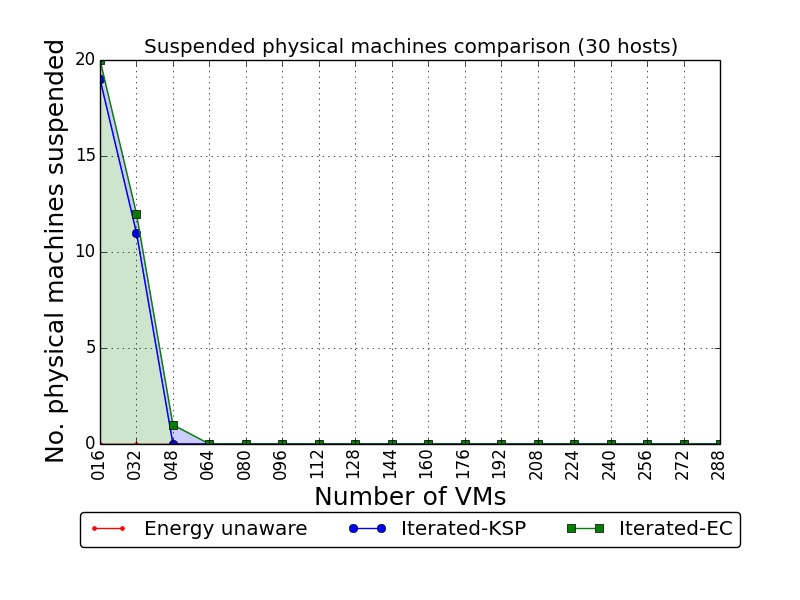 Suspended physical machines comparison (30 hosts)
No. physical machines suspended
20
15
10
5
0
016 032 048 064 080 096 112 128 144 160 176 192 208 224 240 256 272 288
Number of VMs
Energy unaware Iterated-KSP Iterated-EC